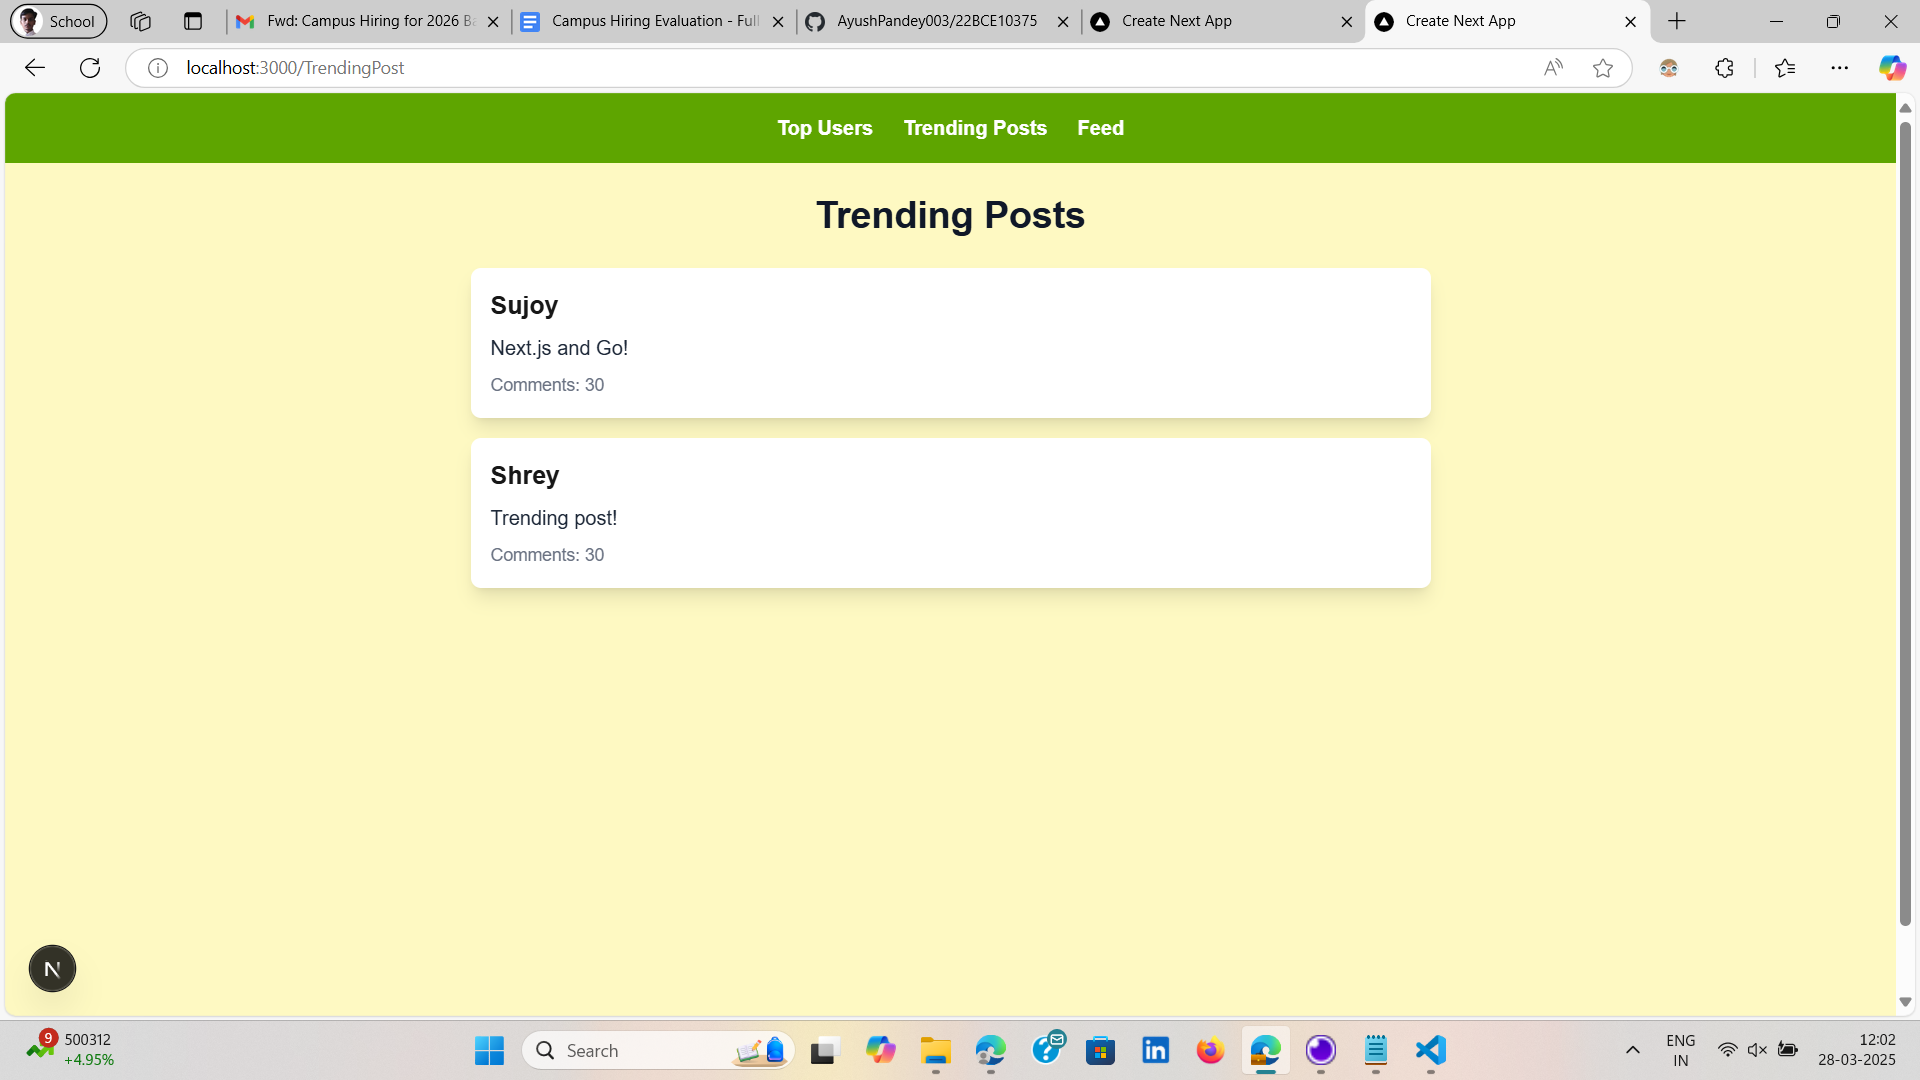 School
Fwd: Campus Hiring for 2026 Ba
Campus Hiring Evaluation - Full
AyushPandey003/22BCE10375
Create Next App
Create Next App
localhost:3000/TrendingPost
Top Users
Trending Posts
Feed
Trending Posts
Sujoy
Next.js and Go!
Comments: 30
Shrey
Trending post!
Comments: 30
N
9
500312
+4.95%
Search
ENG
IN
12:02
28-03-2025